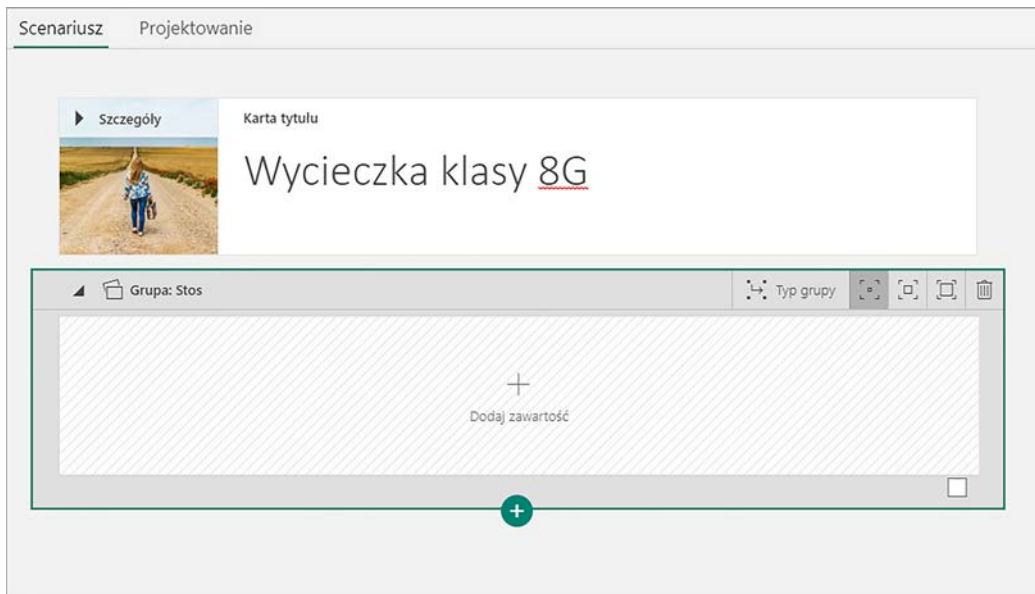 Scenariusz Projektowanie
Szczegóły
Karta tytułu
Wycieczka klasy 8G
Grupa: Stos
Typ grupy
Dodaj zawartość